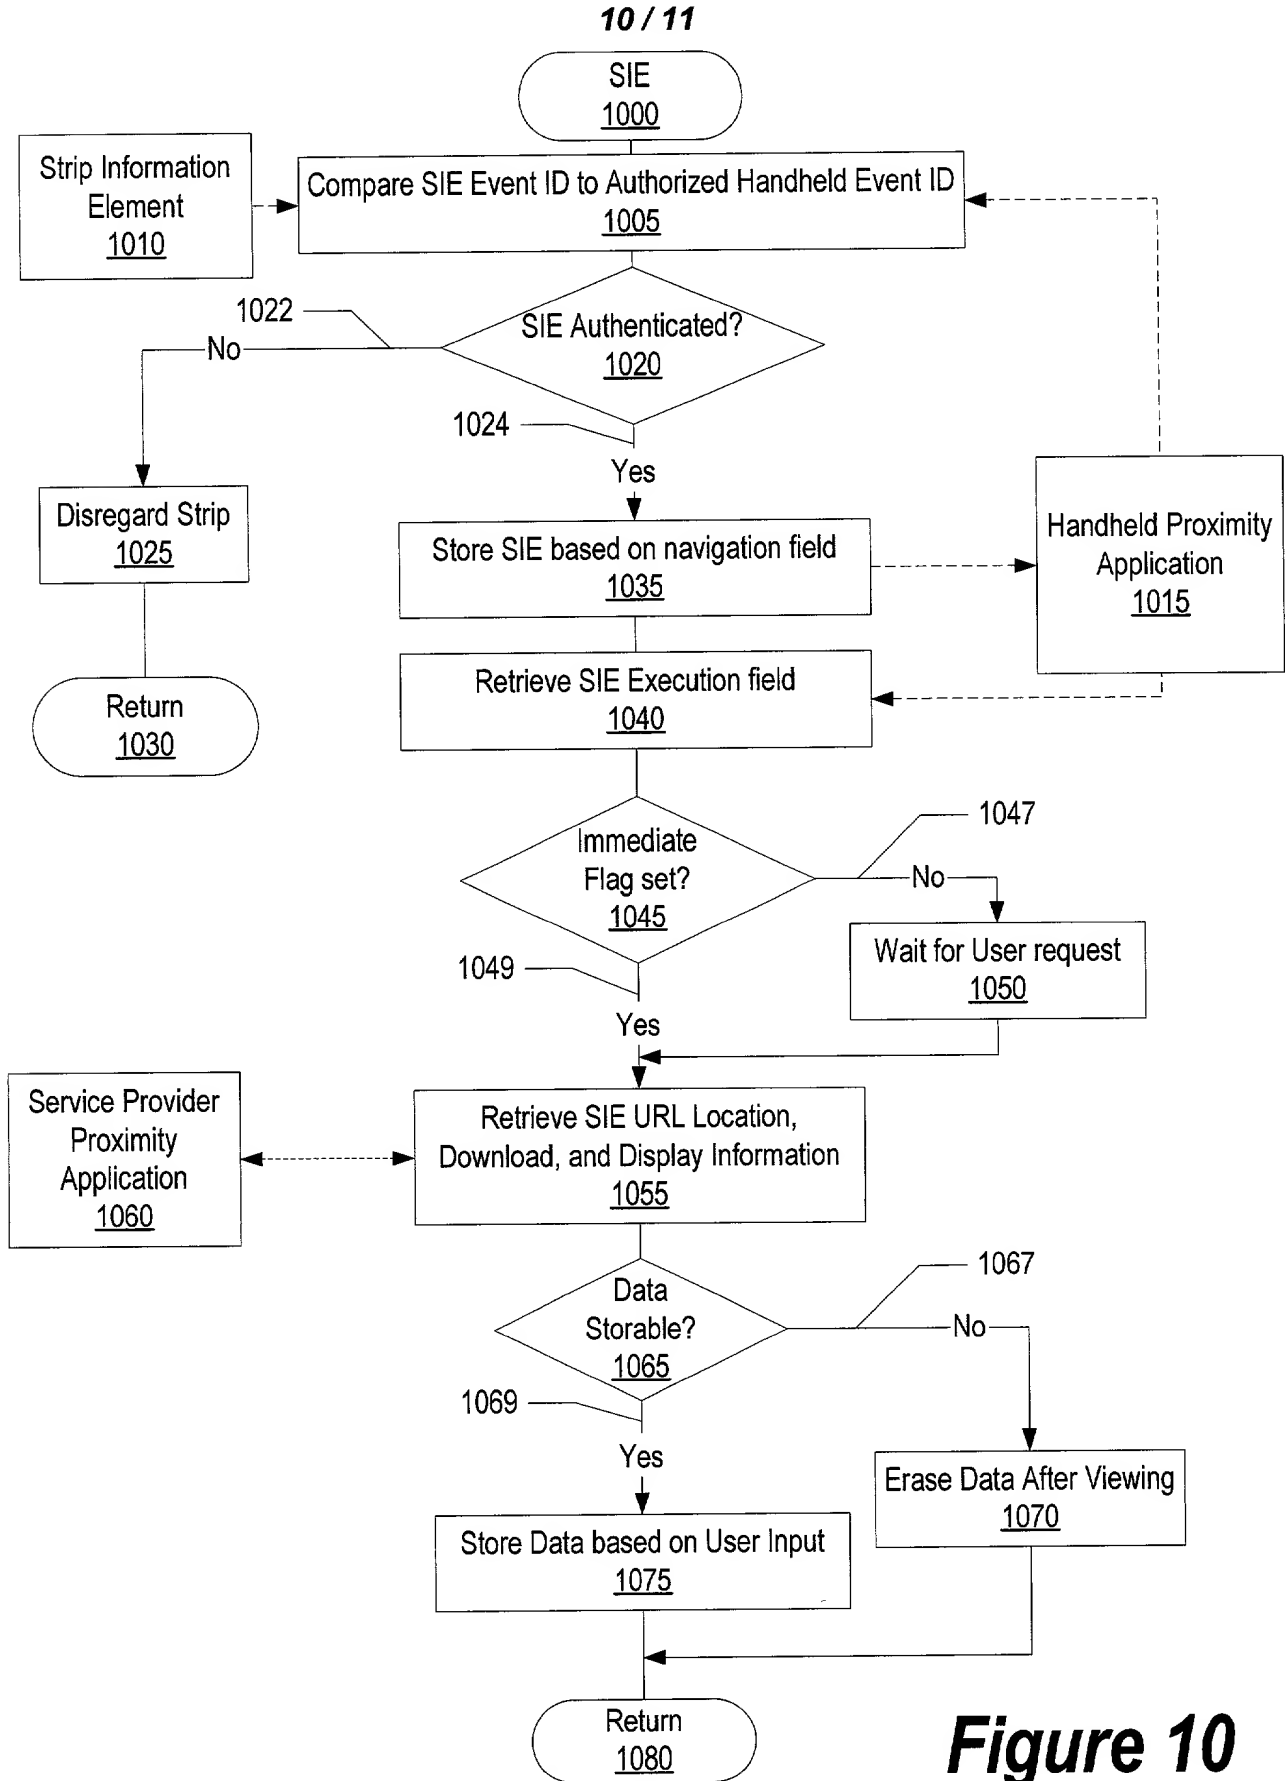 10 / 11
SIE
1000
Strip Information
Element
1010
Compare SIE Event ID to Authorized Handheld Event ID
1005
1022
No
SIE Authenticated?
1020
1024
Yes
Disregard Strip
1025
Store SIE based on navigation field
1035
Handheld Proximity
Application
1015
Return
1030
Retrieve SIE Execution field
1040
Immediate
Flag set?
1045
1047
No
1049
Yes
Wait for User request
1050
Service Provider
Proximity
Application
1060
Retrieve SIE URL Location,
Download, and Display Information
1055
Data
Storable?
1065
1067
No
1069
Yes
Erase Data After Viewing
1070
Store Data based on User Input
1075
Return
1080
Figure 10